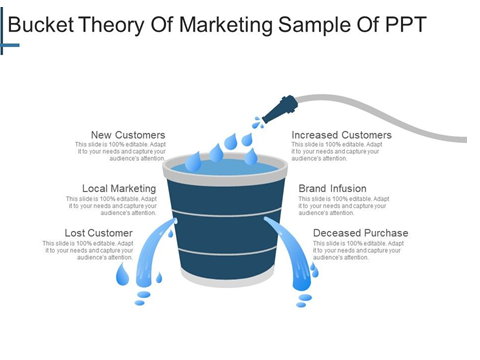 Bucket Theory Of Marketing Sample Of PPT
New Customers
This slide is 100% editable. Adapt
it to your needs and capture your
audience's attention.
Increased Customers
This slide is 100% editable. Adapt
it to your needs and capture your
audience's attention.
Local Marketing
This slide is 100% editable. Adapt
it to your needs and capture your
audience's attention.
Brand Infusion
This slide is 100% editable. Adapt
it to your needs and capture your
audience's attention.
Lost Customer
This slide is 100% editable. Adapt
it to your needs and capture your
audience's attention.
Deceased Purchase
This slide is 100% editable. Adapt
it to your needs and capture your
audience's attention.